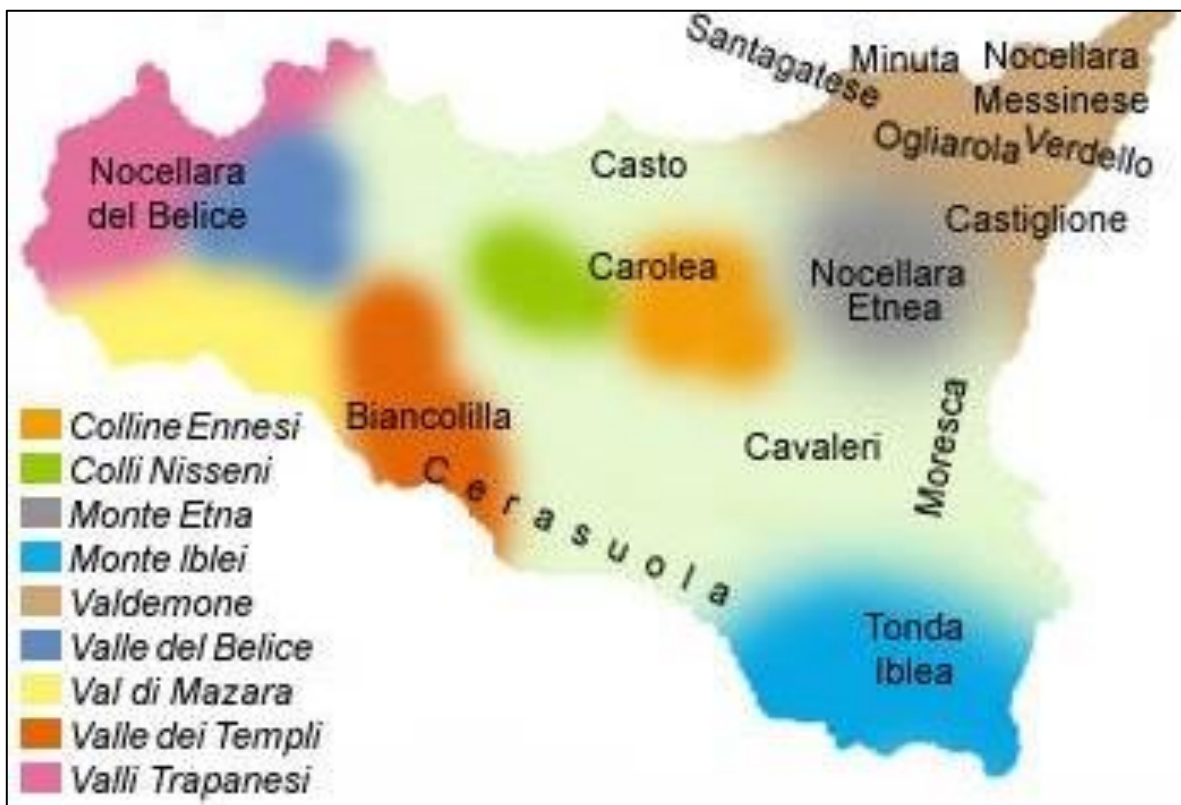 Santagatese
Minuta
Nocellara
Messinese
Ogliarola
Verdello
Nocellara
del Belice
Casto
Castiglione
Carolea
Nocellara
Etnea
Biancolilla
Cerasuola
Cavaleri
Moresca
Tonda
Iblea
Colline Ennesi
Colli Nisseni
Monte Etna
Monte Iblei
Valdemone
Valle del Belice
Val di Mazara
Valle dei Templi
Valli Trapanesi